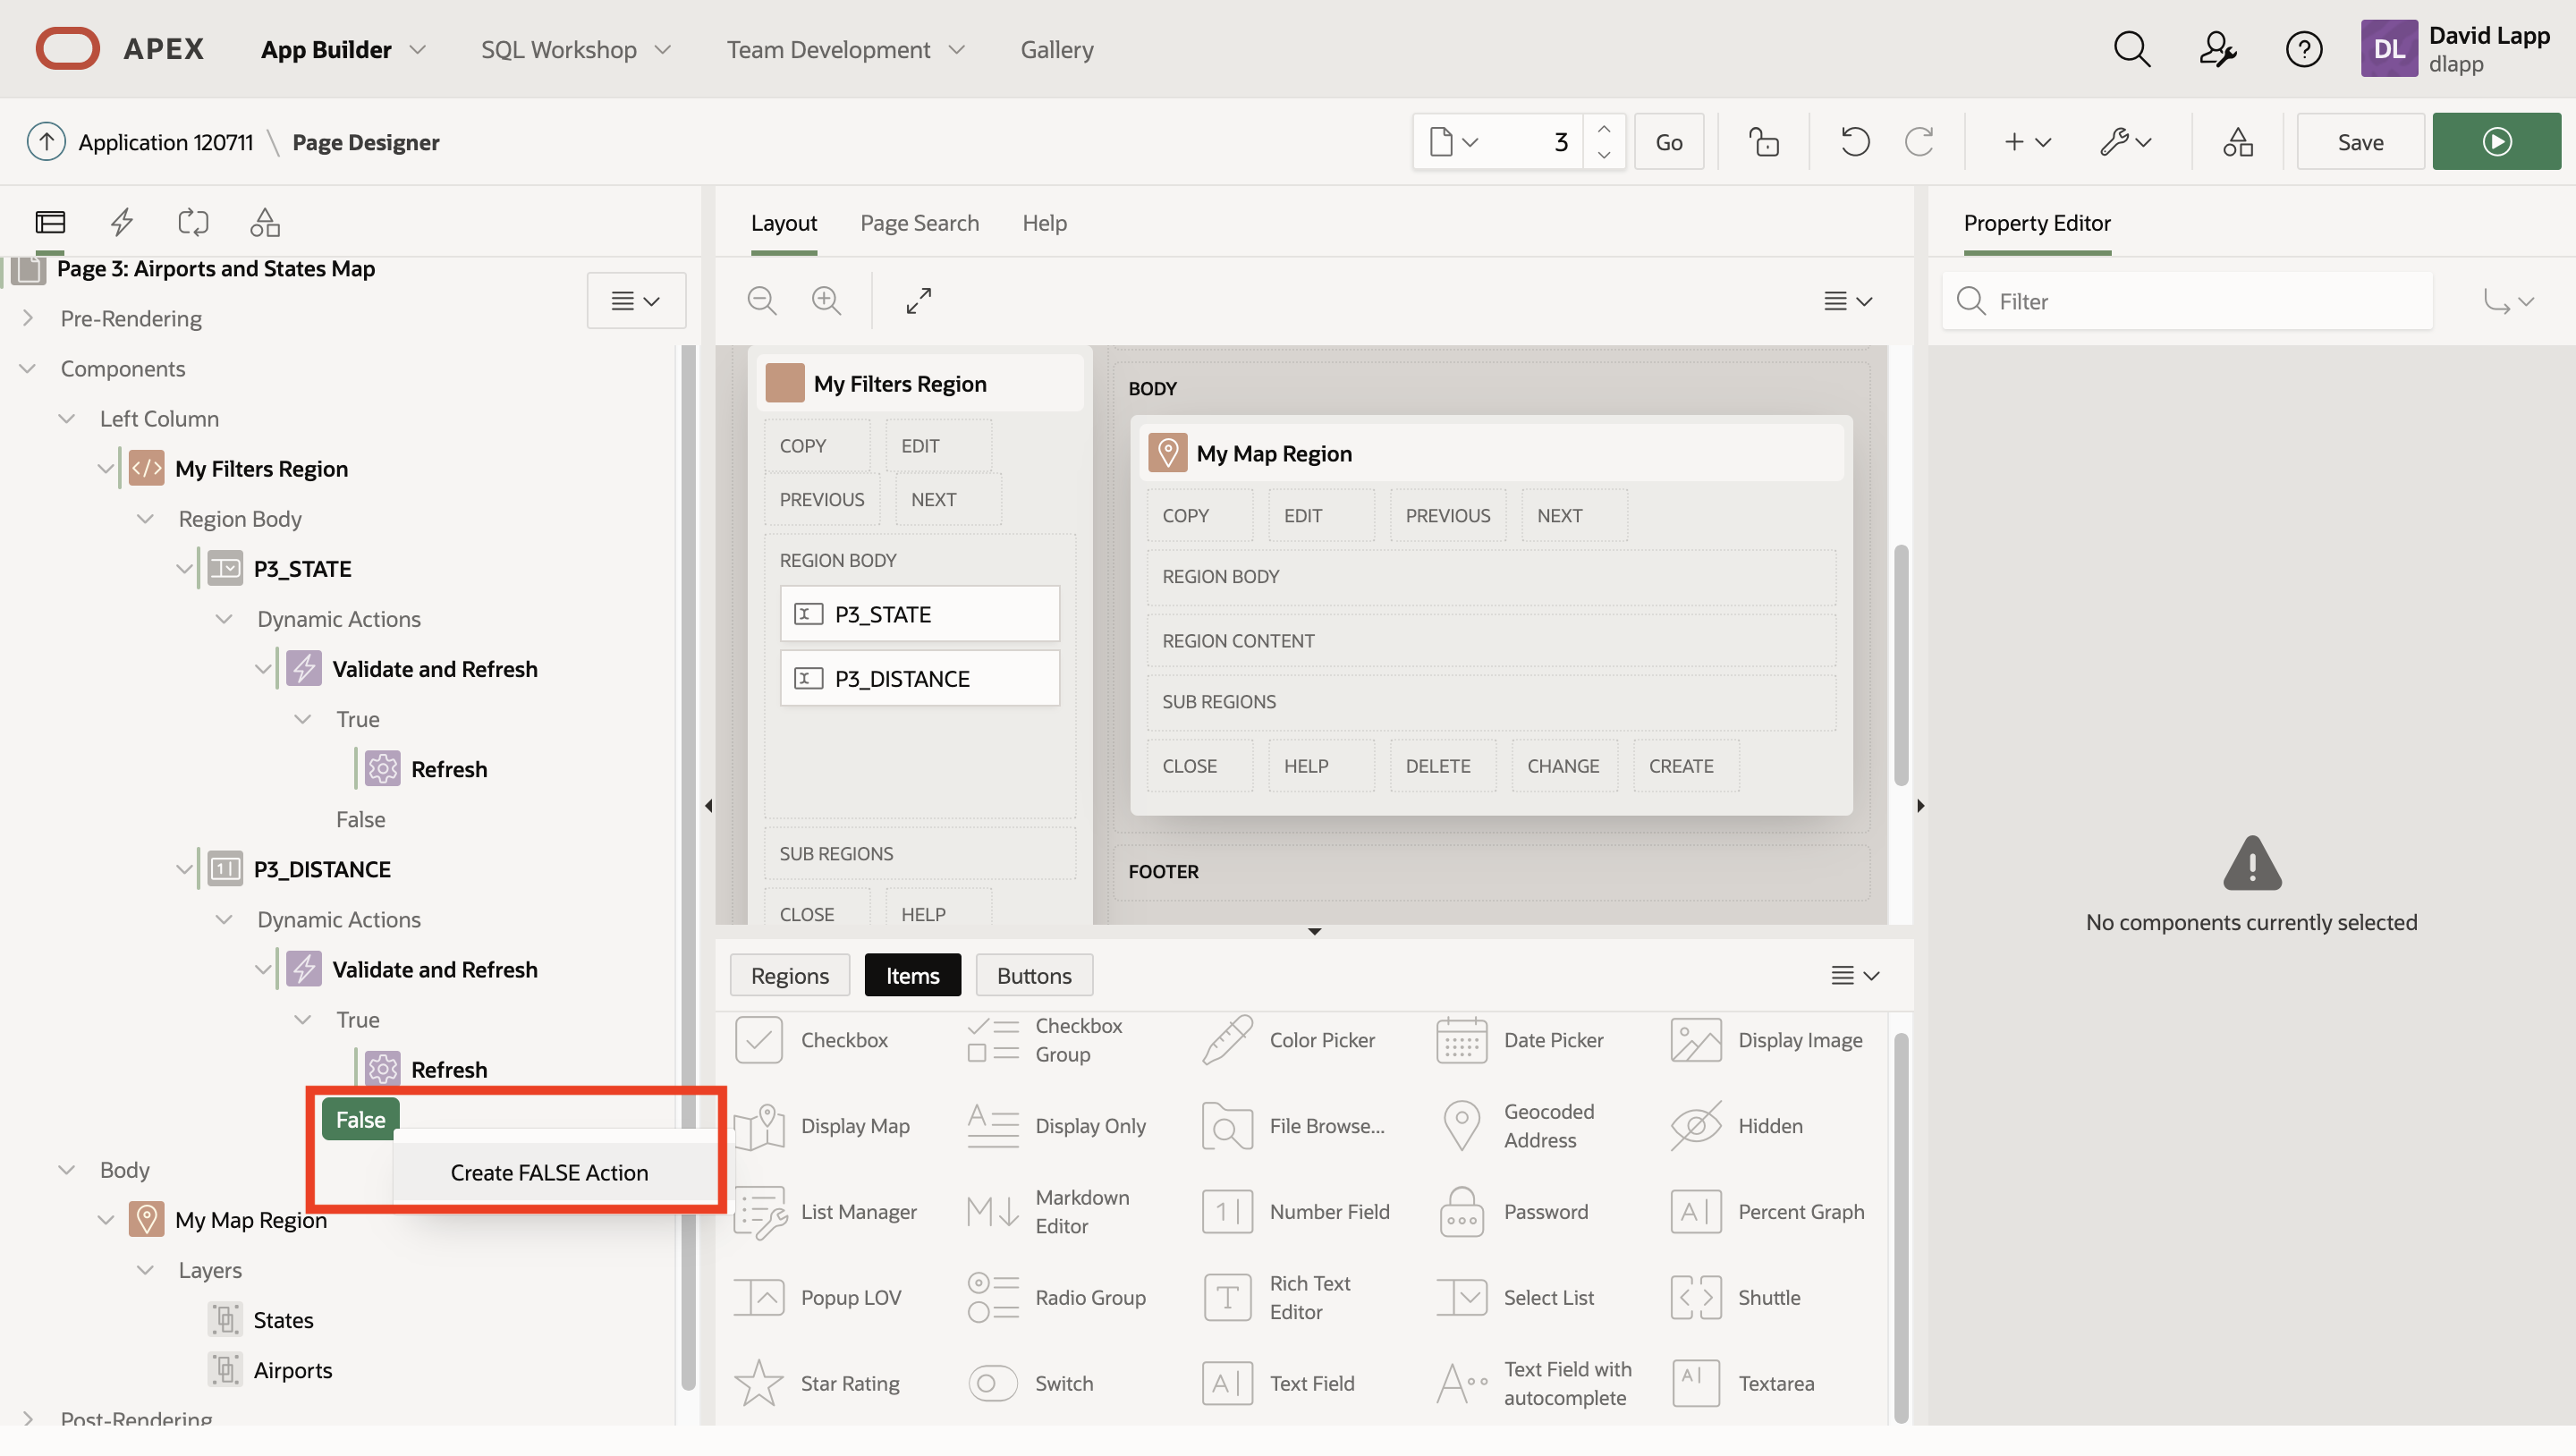 APEX
App Builder
SQL Workshop
Team Development
Gallery
DL
David Lapp
dlapp
Application 120711 \ Page Designer
3
Go
Save
Page 3: Airports and States Map
Pre-Rendering
Components
Left Column
My Filters Region
Region Body
P3_STATE
Dynamic Actions
Validate and Refresh
True
Refresh
False
P3_DISTANCE
Dynamic Actions
Validate and Refresh
True
Refresh
False
Create FALSE Action
Body
My Map Region
Layers
States
Airports
Post-Rendering
Layout
Page Search
Help
My Filters Region
COPY
EDIT
PREVIOUS
NEXT
REGION BODY
P3_STATE
P3_DISTANCE
SUB REGIONS
CLOSE
HELP
BODY
My Map Region
COPY
EDIT
PREVIOUS
NEXT
REGION BODY
REGION CONTENT
SUB REGIONS
CLOSE
HELP
DELETE
CHANGE
CREATE
FOOTER
Regions
Items
Buttons
Checkbox
Checkbox
Group
Color Picker
Date Picker
Display Image
Display Map
Display Only
File Browse...
Geocoded
Address
Hidden
List Manager
Markdown
Editor
Number Field
Password
Percent Graph
Popup LOV
Radio Group
Rich Text
Editor
Select List
Shuttle
Star Rating
Switch
Text Field
Text Field with
autocomplete
Textarea
Property Editor
Filter
No components currently selected